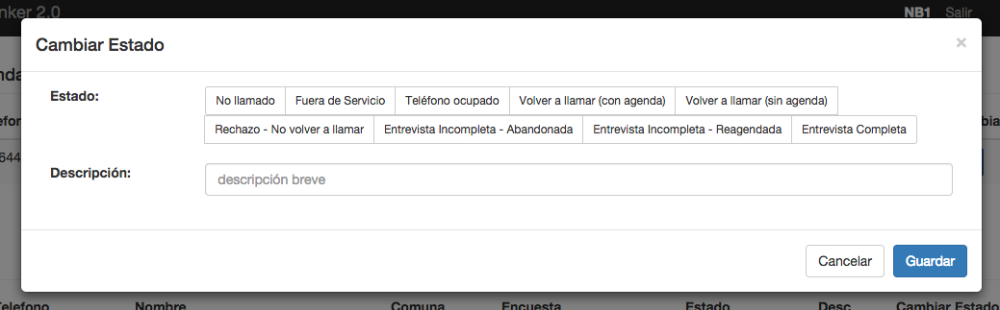 nker 2.0 NB1 Salir
Cambiar Estado ×
Estado: No llamado Fuera de Servicio Teléfono ocupado Volver a llamar (con agenda) Volver a llamar (sin agenda)
Rechazo - No volver a llamar Entrevista Incompleta - Abandonada Entrevista Incompleta - Reagendada Entrevista Completa
644
Descripción: descripción breve
Cancelar Guardar
elefono Nombre Comuna Encuesta Estado Desc Cambiar Estado